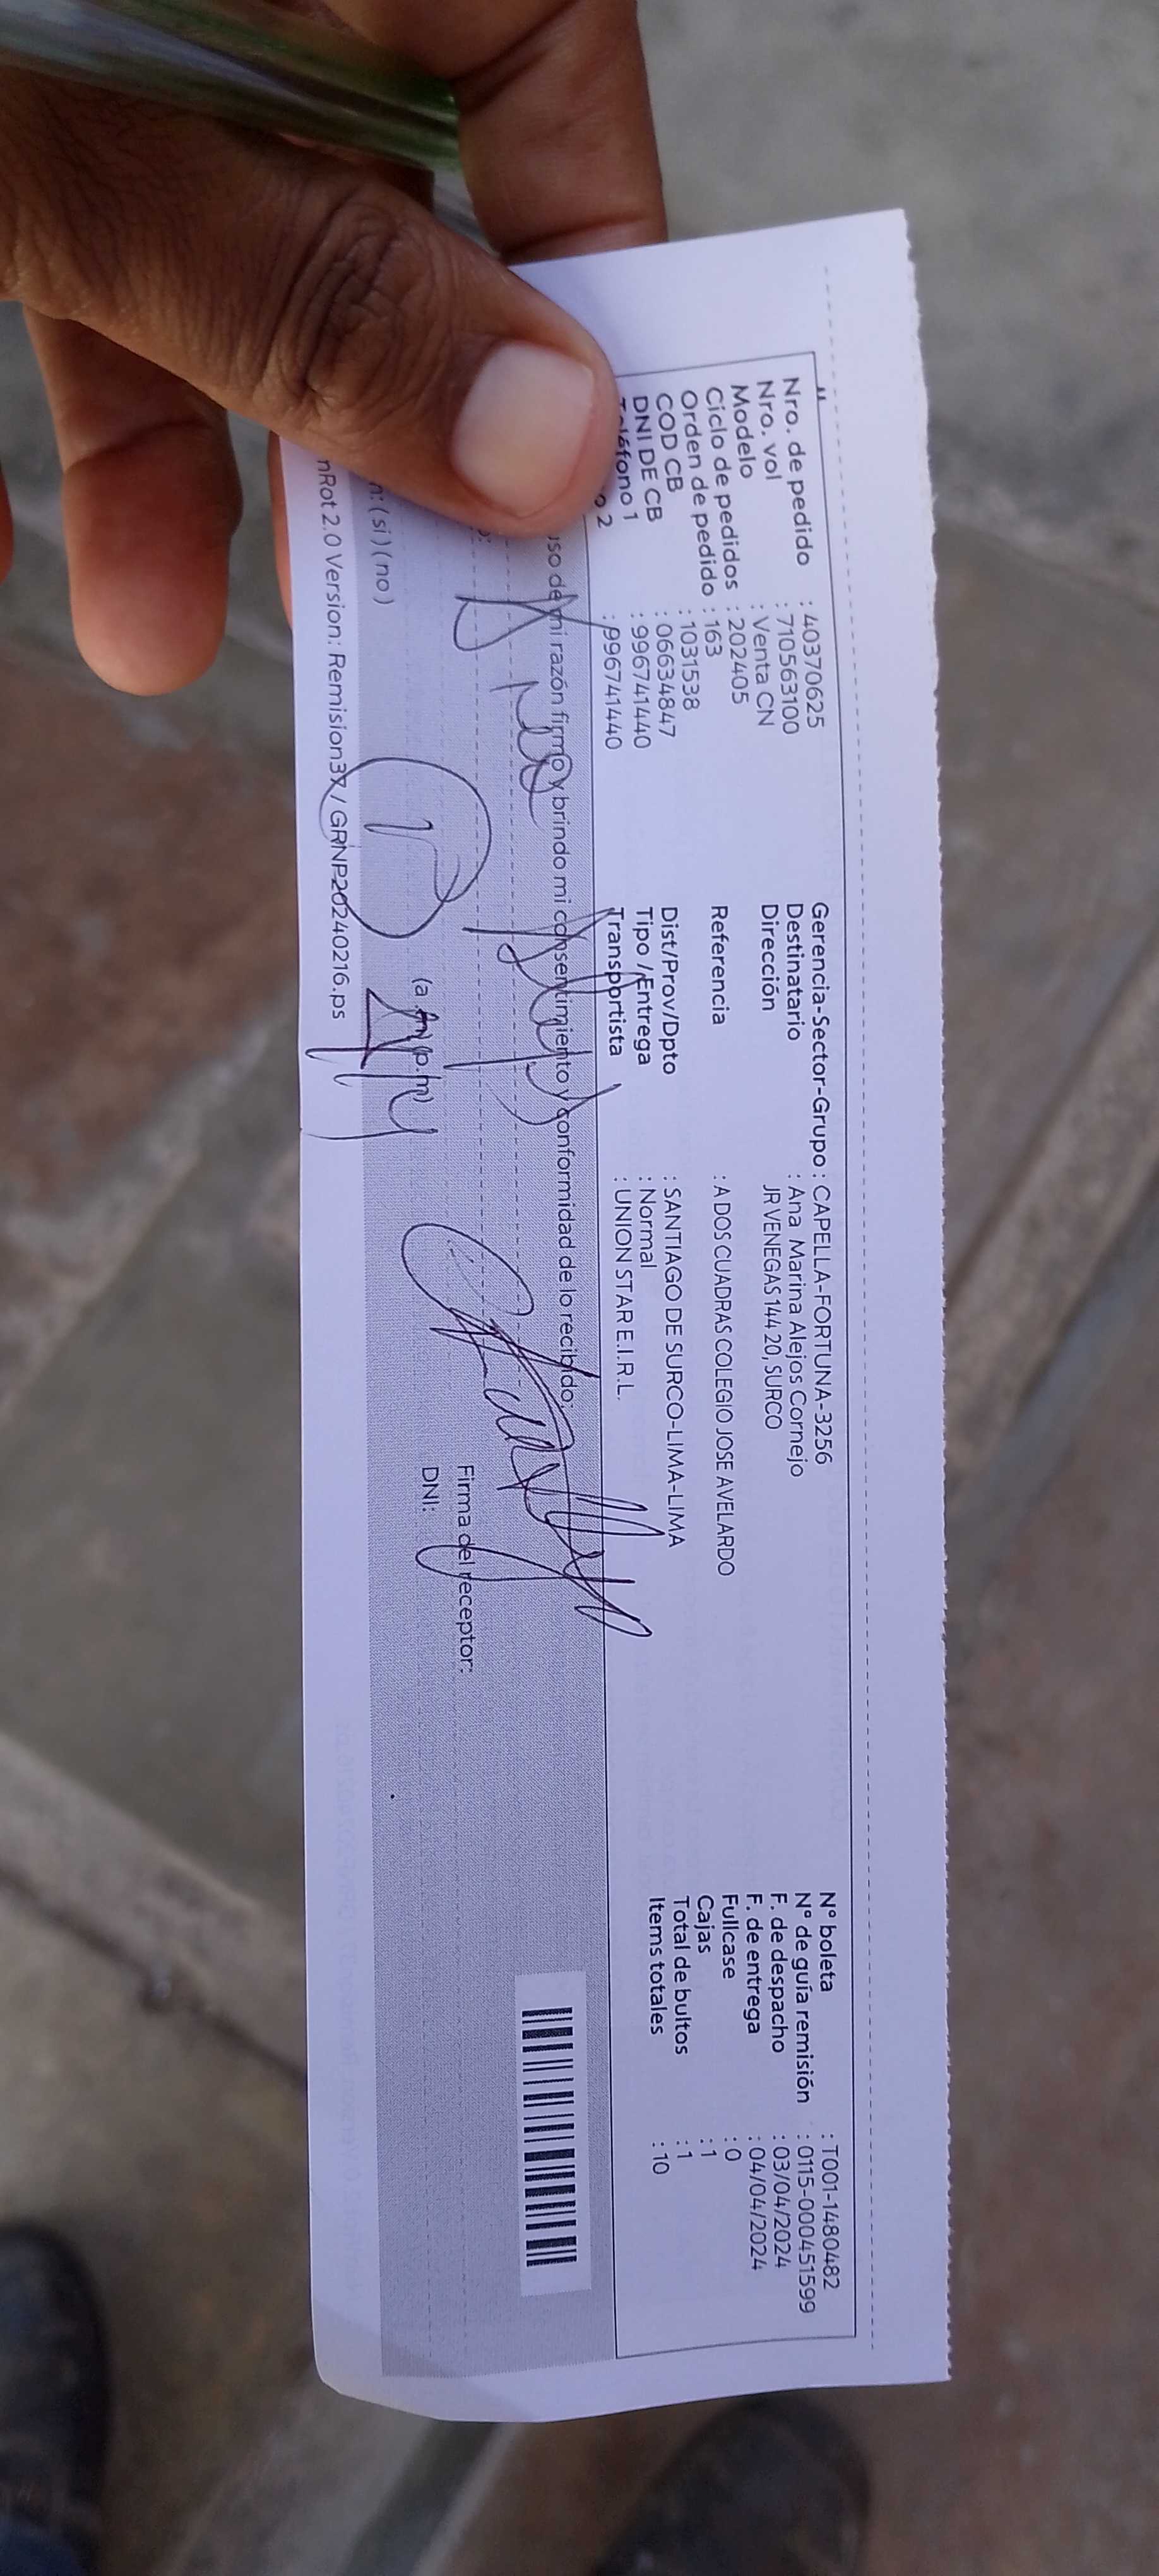 Nro. de pedido : 40370625
Nro. vol : 710563100
Modelo : Venta CN
Ciclo de pedidos : 202405
Orden de pedido : 163
COD CB : 1031538
DNI DE CB : 06634847
Teléfono 1 : 996741440
o 2 : 996741440
Gerencia-Sector-Grupo : CAPELLA-FORTUNA-3256
Destinatario : Ana Marina Alejos Cornejo
Dirección JR VENEGAS 144 20, SURCO
Referencia : A DOS CUADRAS COLEGIO JOSE AVELARDO
Dist/Prov/Dpto : SANTIAGO DE SURCO-LIMA-LIMA
Tipo /Entrega : Normal
Transportista : UNION STAR E.I.R.L.
N° boleta : T001-1480482
N° de guía remisión : 0115-000451599
F. de despacho : 03/04/2024
F. de entrega : 04/04/2024
Fullcase : 0
Cajas : 1
Total de bultos : 1
Items totales : 10
uso de mi razón firmo y brindo mi consentimiento y conformidad de lo recibido.
Firma del receptor:
(a.m) (p.m) DNI:
n: ( si ) ( no )
nRot 2.0 Version: Remision37 / GRNP20240216.ps